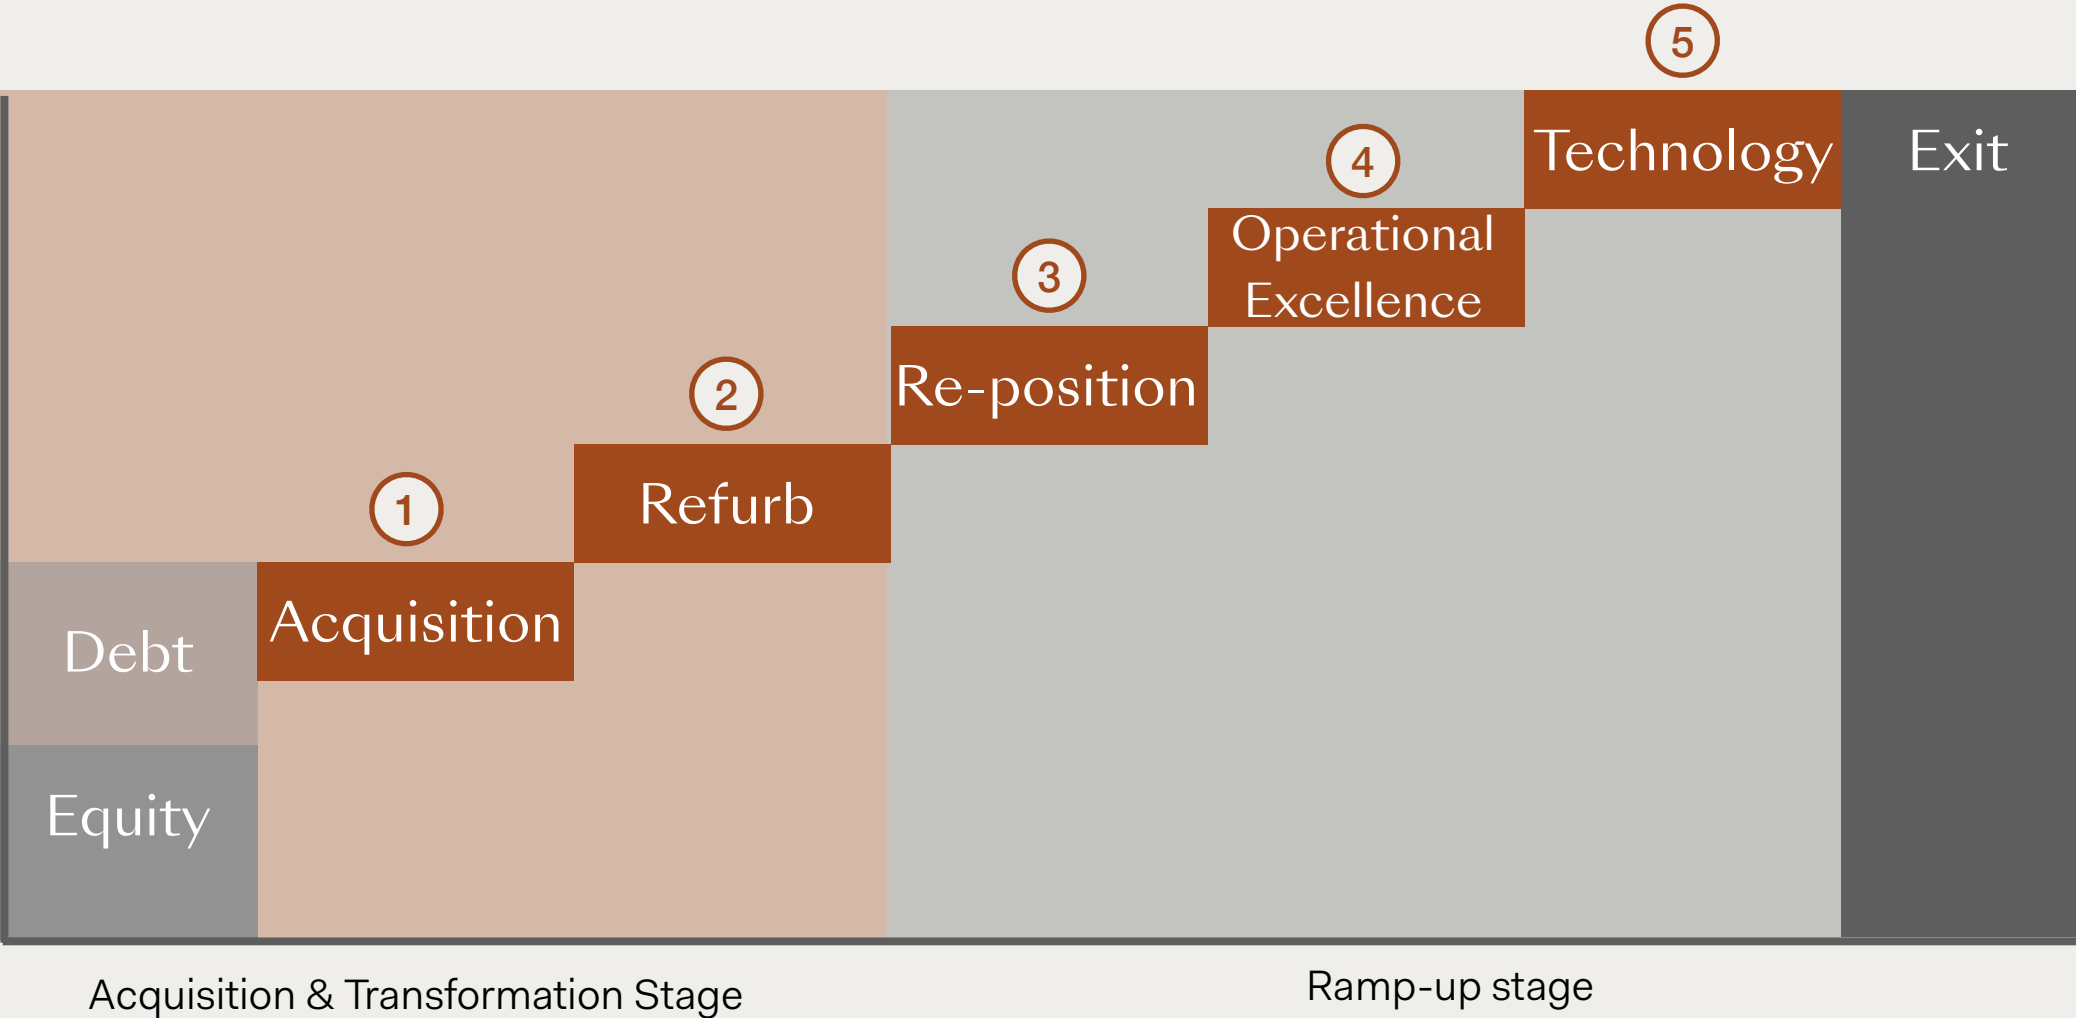 5
Technology
Exit
4
Operational
Excellence
3
Re-position
2
Refurb
1
Acquisition
Debt
Equity
Acquisition & Transformation Stage
Ramp-up stage